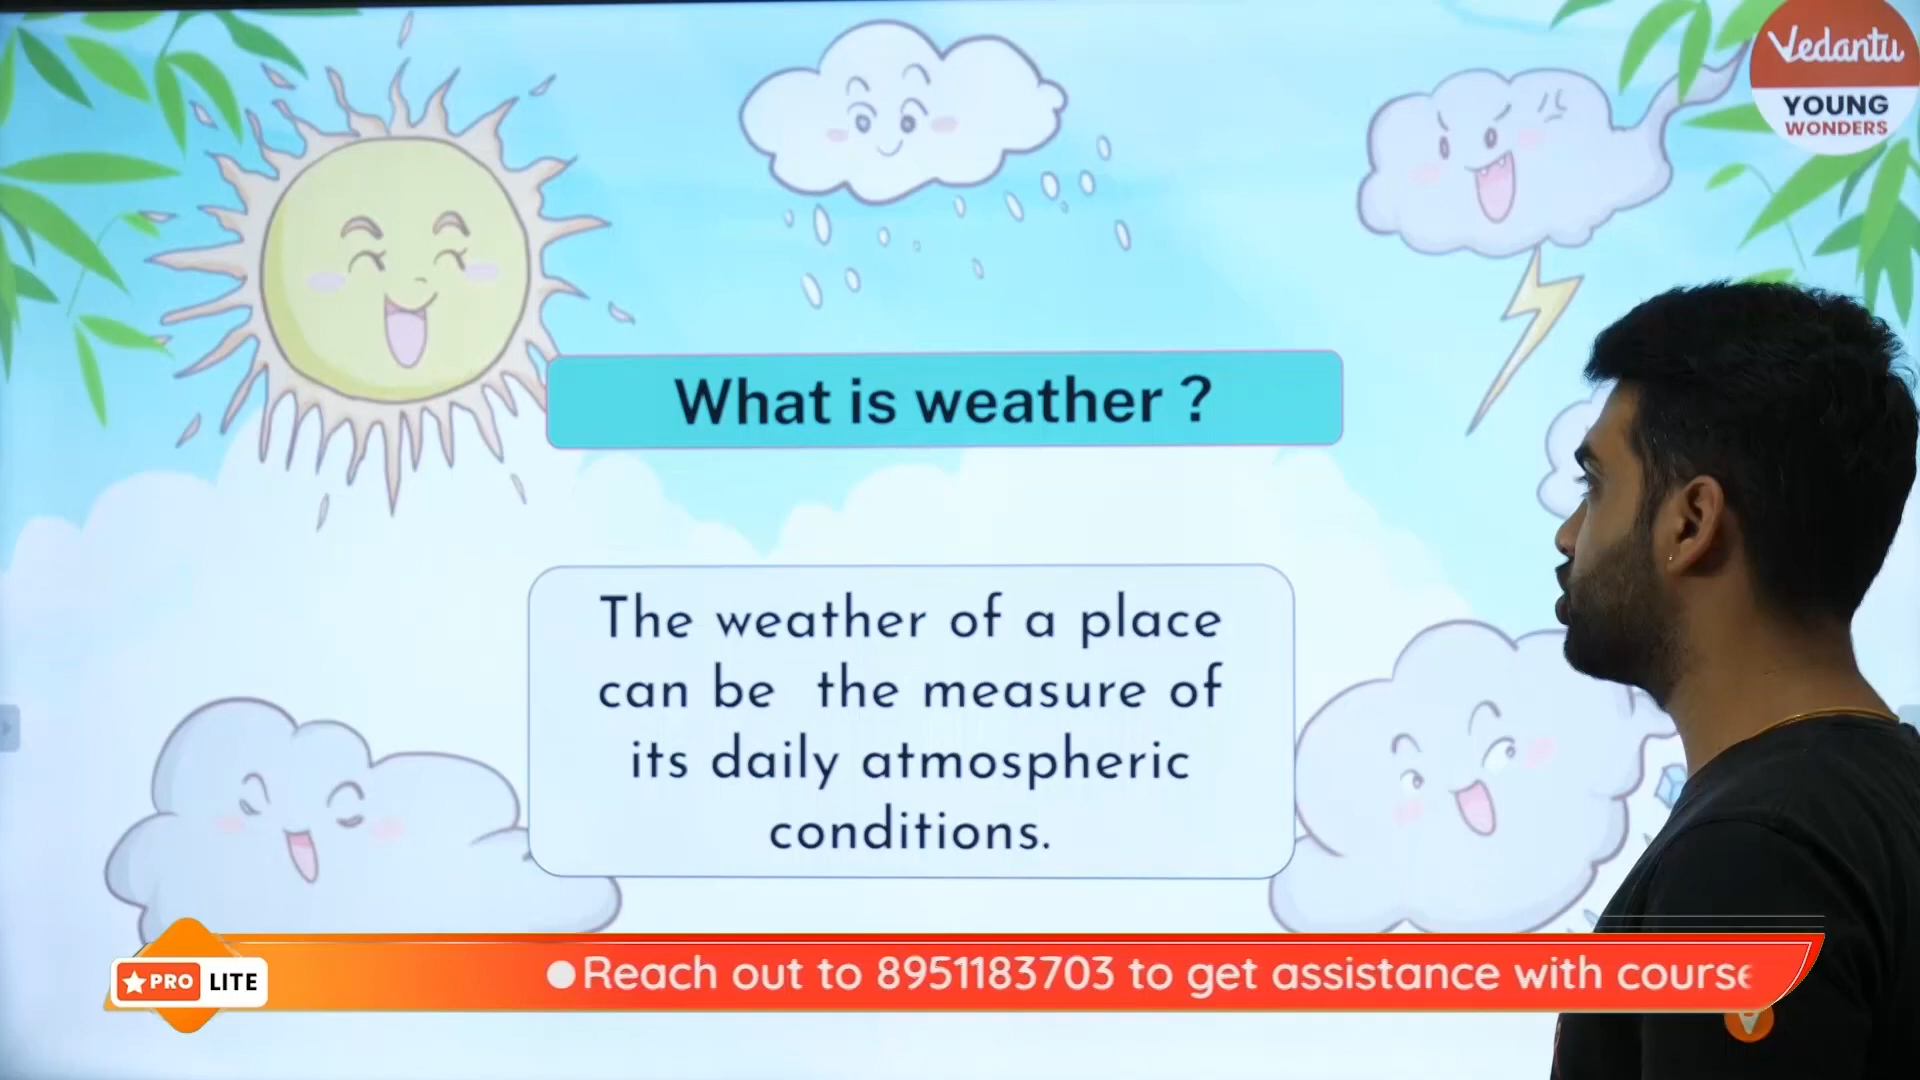 Vedantu
YOUNG
WONDERS
What is weather ?
The weather of a place
can be the measure of
its daily atmospheric
conditions.
PRO LITE
Reach out to 8951183703 to get assistance with course